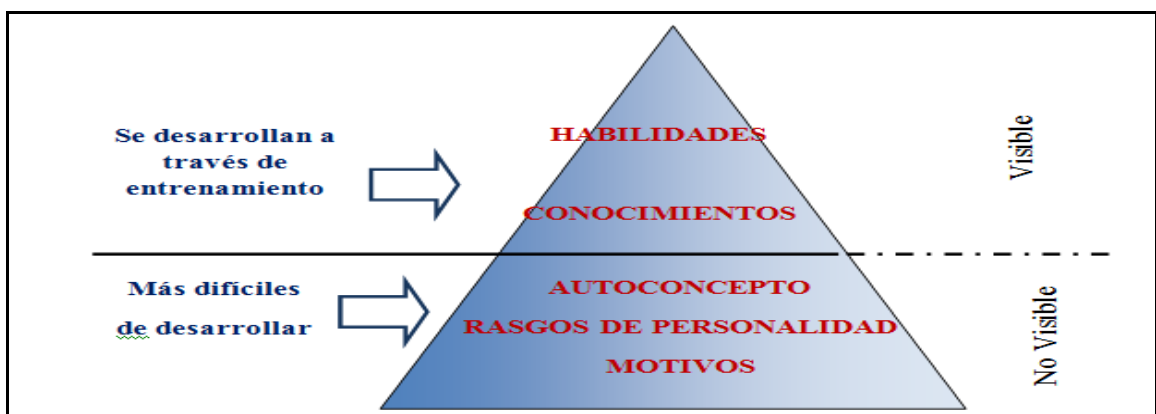 Se desarrollan a
través de
entrenamiento
HABILIDADES
CONOCIMIENTOS
Visible
Más difíciles
de desarrollar
AUTOCONCEPTO
RASGOS DE PERSONALIDAD
MOTIVOS
No Visible